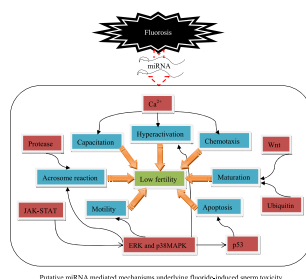 Fluorosis
miRNA
Ca2+
Hyperactivation
Capacitation
Chemotaxis
Protease
Wnt
Acrosome reaction
Low fertility
Maturation
JAK-STAT
Motility
Apoptosis
Ubiquitin
ERK and p38MAPK
p53
Putative miRNA mediated mechanisms underlying fluoride-induced sperm toxicity